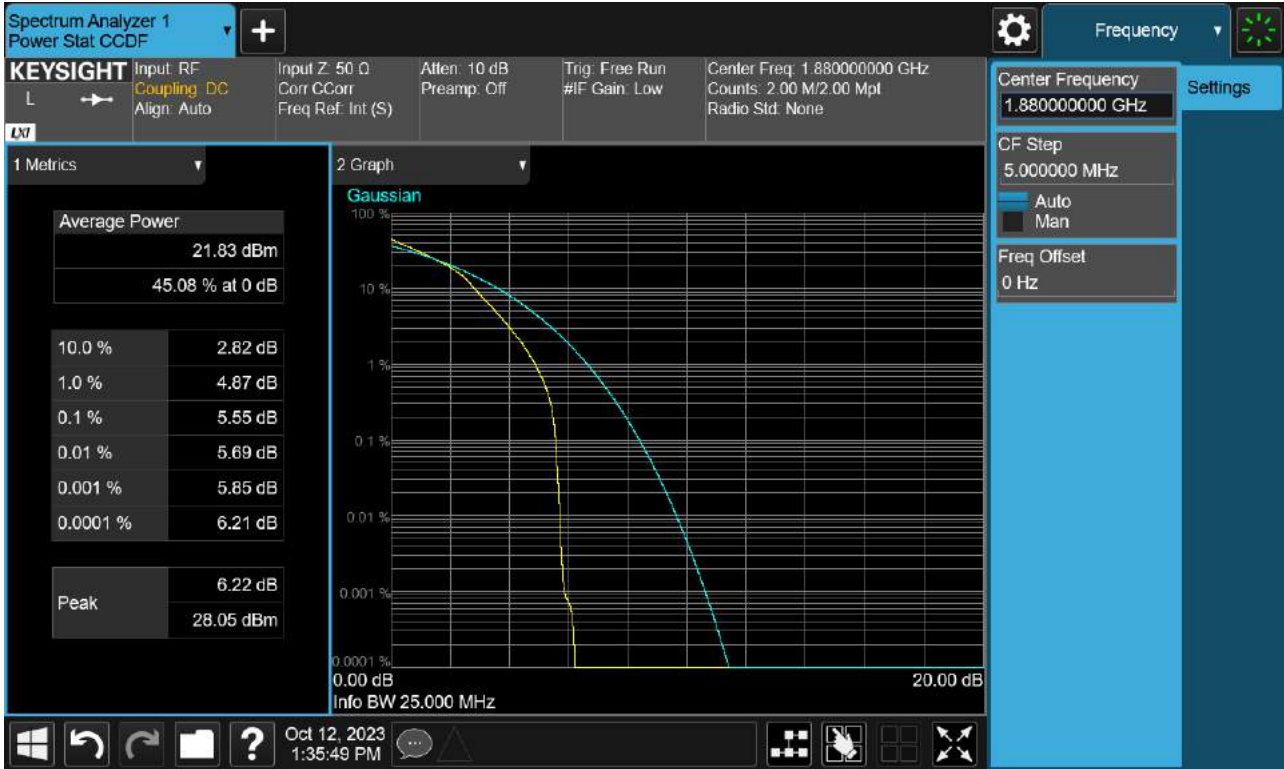 Spectrum Analyzer 1
Power Stat CCDF
Frequency
KEYSIGHT
L
LXI
Input: RF
Coupling: DC
Align: Auto
Input Z: 50 Ω
Corr CCorr
Freq Ref: Int (S)
Atten: 10 dB
Preamp: Off
Trig: Free Run
#IF Gain: Low
Center Freq: 1.880000000 GHz
Counts: 2.00 M/2.00 Mpt
Radio Std: None
Center Frequency
1.880000000 GHz
Settings
CF Step
5.000000 MHz
Auto
Man
Freq Offset
0 Hz
1 Metrics
Average Power
21.83 dBm
45.08 % at 0 dB
10.0 % 2.82 dB
1.0 % 4.87 dB
0.1 % 5.55 dB
0.01 % 5.69 dB
0.001 % 5.85 dB
0.0001 % 6.21 dB
Peak
6.22 dB
28.05 dBm
2 Graph
Gaussian
100 %
10 %
1 %
0.1 %
0.01 %
0.001 %
0.0001 %
0.00 dB
20.00 dB
Info BW 25.000 MHz
?
Oct 12, 2023
1:35:49 PM